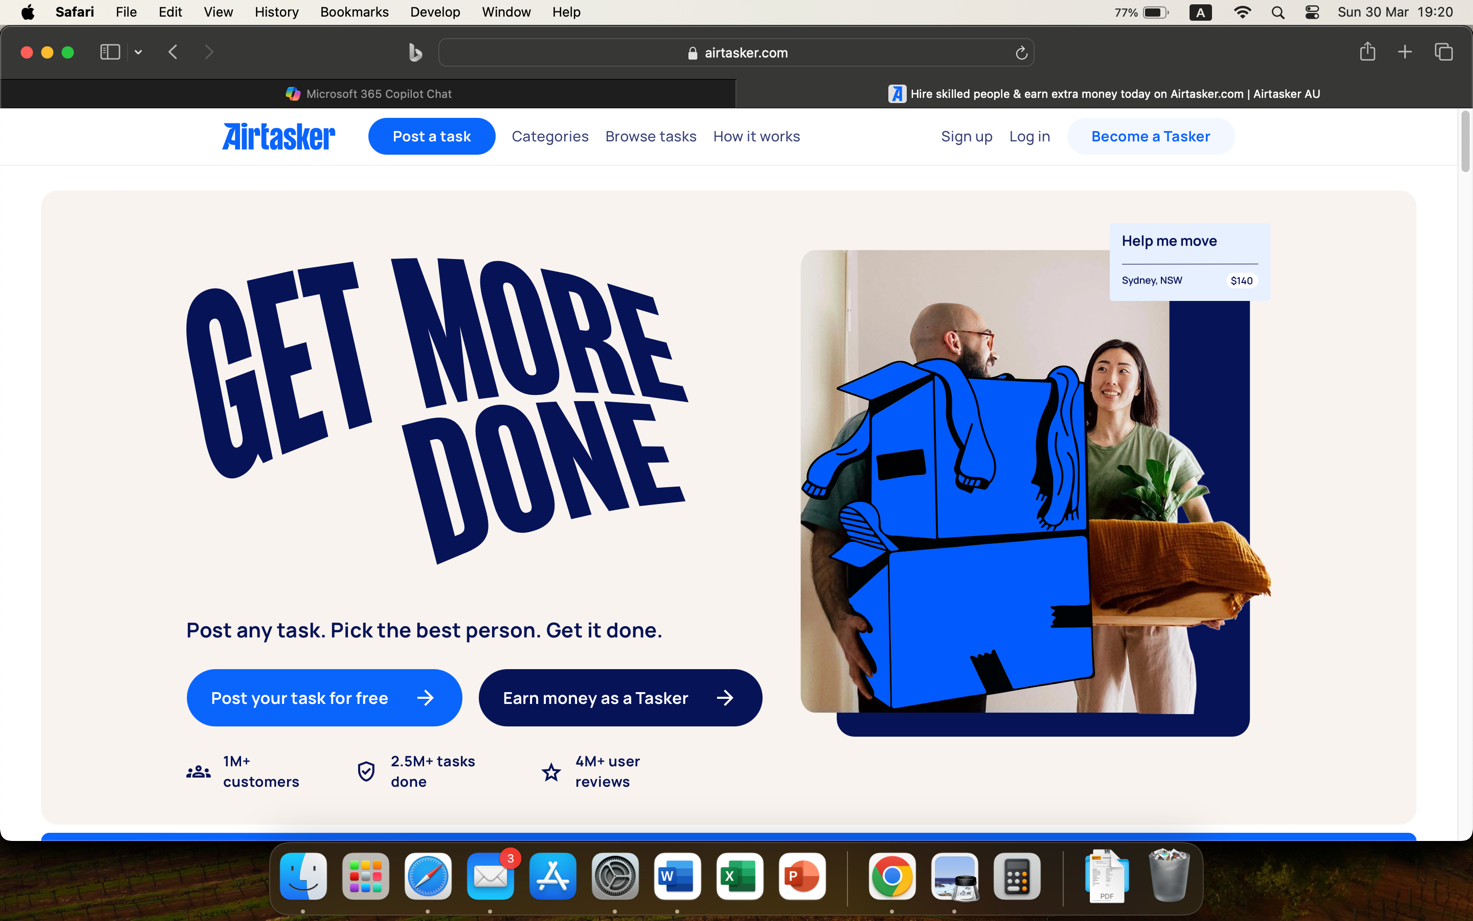 Safari File Edit View History Bookmarks Develop Window Help 77% A Sun 30 Mar 19:20
airtasker.com
Microsoft 365 Copilot Chat
Hire skilled people & earn extra money today on Airtasker.com | Airtasker AU
Airtasker
Post a task
Categories
Browse tasks
How it works
Sign up
Log in
Become a Tasker
GET MORE
DONE
Help me move
Sydney, NSW $140
Post any task. Pick the best person. Get it done.
Post your task for free
Earn money as a Tasker
1M+
customers
2.5M+ tasks
done
4M+ user
reviews
3
W
X
P
PDF